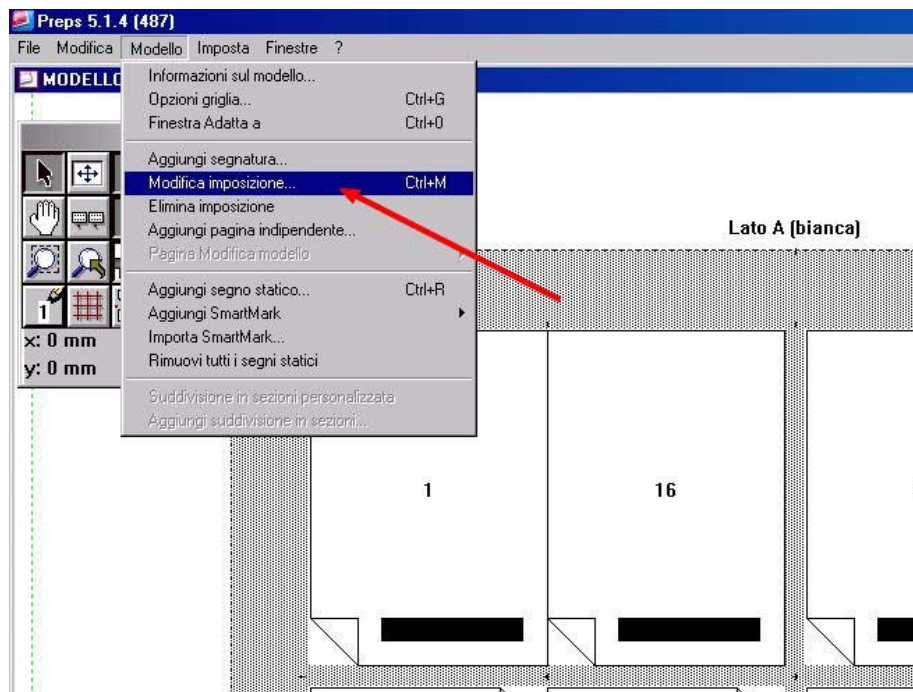 Preps 5.1.4 (487)
File Modifica Modello Imposta Finestre ?
MODELLO
Informazioni sul modello...
Opzioni griglia... Ctrl+G
Finestra Adatta a Ctrl+0
Aggiungi segnatura...
Modifica imposizione... Ctrl+M
Elimina imposizione
Aggiungi pagina indipendente...
Pagina Modifica modello
Aggiungi segno statico... Ctrl+R
Aggiungi SmartMark
Importa SmartMark...
Rimuovi tutti i segni statici
Suddivisione in sezioni personalizzata
Aggiungi suddivisione in sezioni...
1
x: 0 mm
y: 0 mm
Lato A (bianca)
1 16